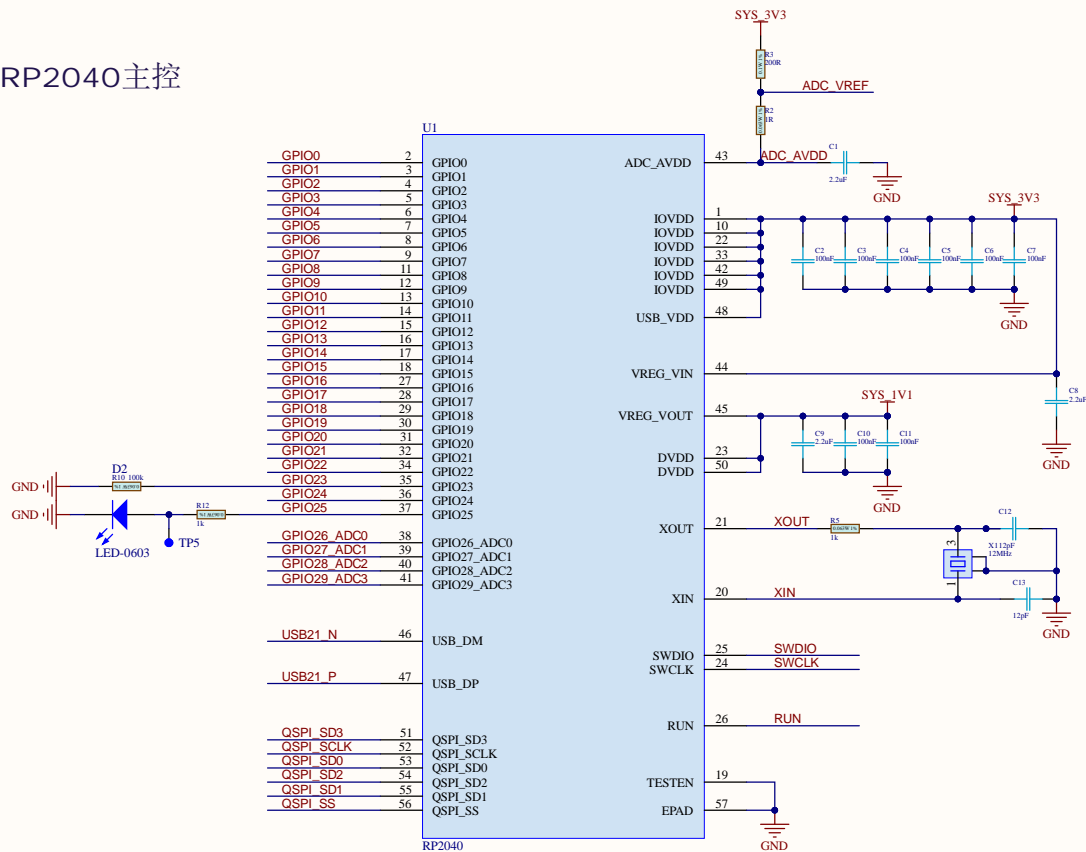 RP2040主控
SYS_3V3
R3
200R
ADC_VREF
R2
1R
ADC_AVDD
C1
2.2uF
GND
U1
GPIO0 2 GPIO0
GPIO1 3 GPIO1
GPIO2 4 GPIO2
GPIO3 5 GPIO3
GPIO4 6 GPIO4
GPIO5 7 GPIO5
GPIO6 8 GPIO6
GPIO7 9 GPIO7
GPIO8 11 GPIO8
GPIO9 12 GPIO9
GPIO10 13 GPIO10
GPIO11 14 GPIO11
GPIO12 15 GPIO12
GPIO13 16 GPIO13
GPIO14 17 GPIO14
GPIO15 18 GPIO15
GPIO16 27 GPIO16
GPIO17 28 GPIO17
GPIO18 29 GPIO18
GPIO19 30 GPIO19
GPIO20 31 GPIO20
GPIO21 32 GPIO21
GPIO22 34 GPIO22
GPIO23 35 GPIO23
GPIO24 36 GPIO24
GPIO25 37 GPIO25
GPIO26_ADC0 38 GPIO26_ADC0
GPIO27_ADC1 39 GPIO27_ADC1
GPIO28_ADC2 40 GPIO28_ADC2
GPIO29_ADC3 41 GPIO29_ADC3
USB21_N 46 USB_DM
USB21_P 47 USB_DP
QSPI_SD3 51 QSPI_SD3
QSPI_SCLK 52 QSPI_SCLK
QSPI_SD0 53 QSPI_SD0
QSPI_SD2 54 QSPI_SD2
QSPI_SD1 55 QSPI_SD1
QSPI_SS 56 QSPI_SS
RP2040
D2
R10 100k
GND
R12
1k
GND
TP5
LED-0603
ADC_AVDD 43
IOVDD 1
IOVDD 10
IOVDD 22
IOVDD 33
IOVDD 42
IOVDD 49
USB_VDD 48
VREG_VIN 44
VREG_VOUT 45
DVDD 23
DVDD 50
XOUT 21 XOUT
XIN 20 XIN
SWDIO 25 SWDIO
SWCLK 24 SWCLK
RUN 26 RUN
TESTEN 19
EPAD 57
GND
SYS_3V3
C2
100nF
C3
100nF
C4
100nF
C5
100nF
C6
100nF
C7
100nF
GND
C8
2.2uF
GND
SYS_1V1
C9
2.2uF
C10
100nF
C11
100nF
GND
R5
0.063W 1%
1k
C12
X112pF
12MHz
3
1
C13
12pF
GND